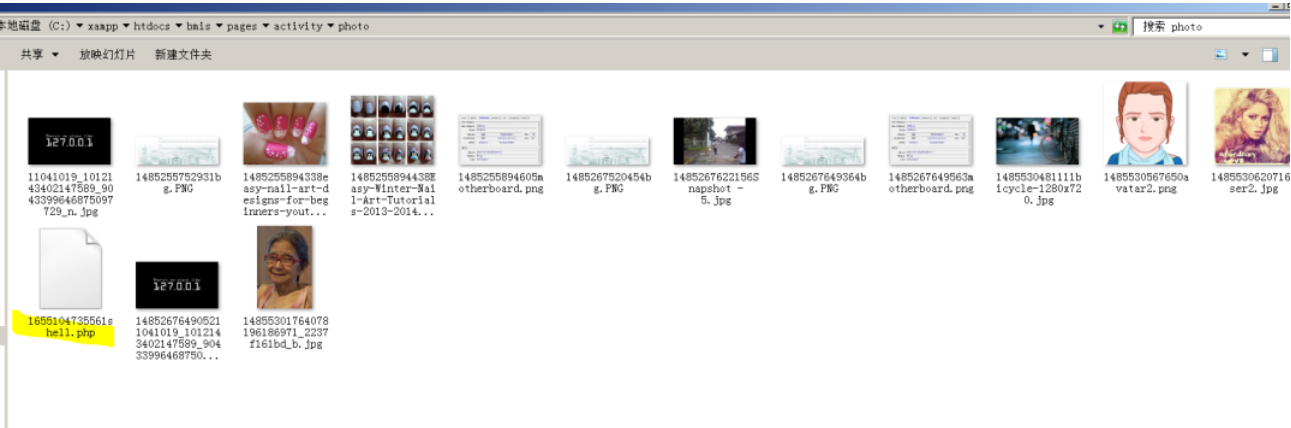 本地磁盘 (C:) ▼ xampp ▼ htdocs ▼ bmis ▼ pages ▼ activity ▼ photo
搜索 photo
共享 ▼ 放映幻灯片 新建文件夹
127.0.0.1
11041019_10121
43402147589_90
43399646875097
729_n.jpg
1485255752931b
g.PNG
1485255894338e
asy-nail-art-d
esigns-for-beg
inners-yout...
1485255894438E
asy-Winter-Nai
l-Art-Tutorial
s-2013-2014...
1485255894605m
otherboard.png
1485267520454b
g.PNG
1485267622156S
napshot -
5.jpg
1485267649364b
g.PNG
1485267649563m
otherboard.png
1485530481111b
icycle-1280x72
0.jpg
1485530567650a
vatar2.png
1485530620716
ser2.jpg
1655104735561s
hell.php
127.0.0.1
14852676490521
1041019_101214
3402147589_904
33996468750...
14855301764078
196186971_2237
f161bd_b.jpg